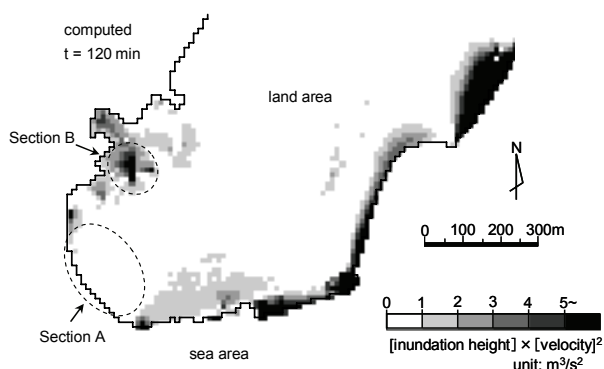 computed
t = 120 min
land area
Section B
N
0 100 200 300m
Section A
0 1 2 3 4 5~
[inundation height] × [velocity]²
sea area
unit: m³/s²